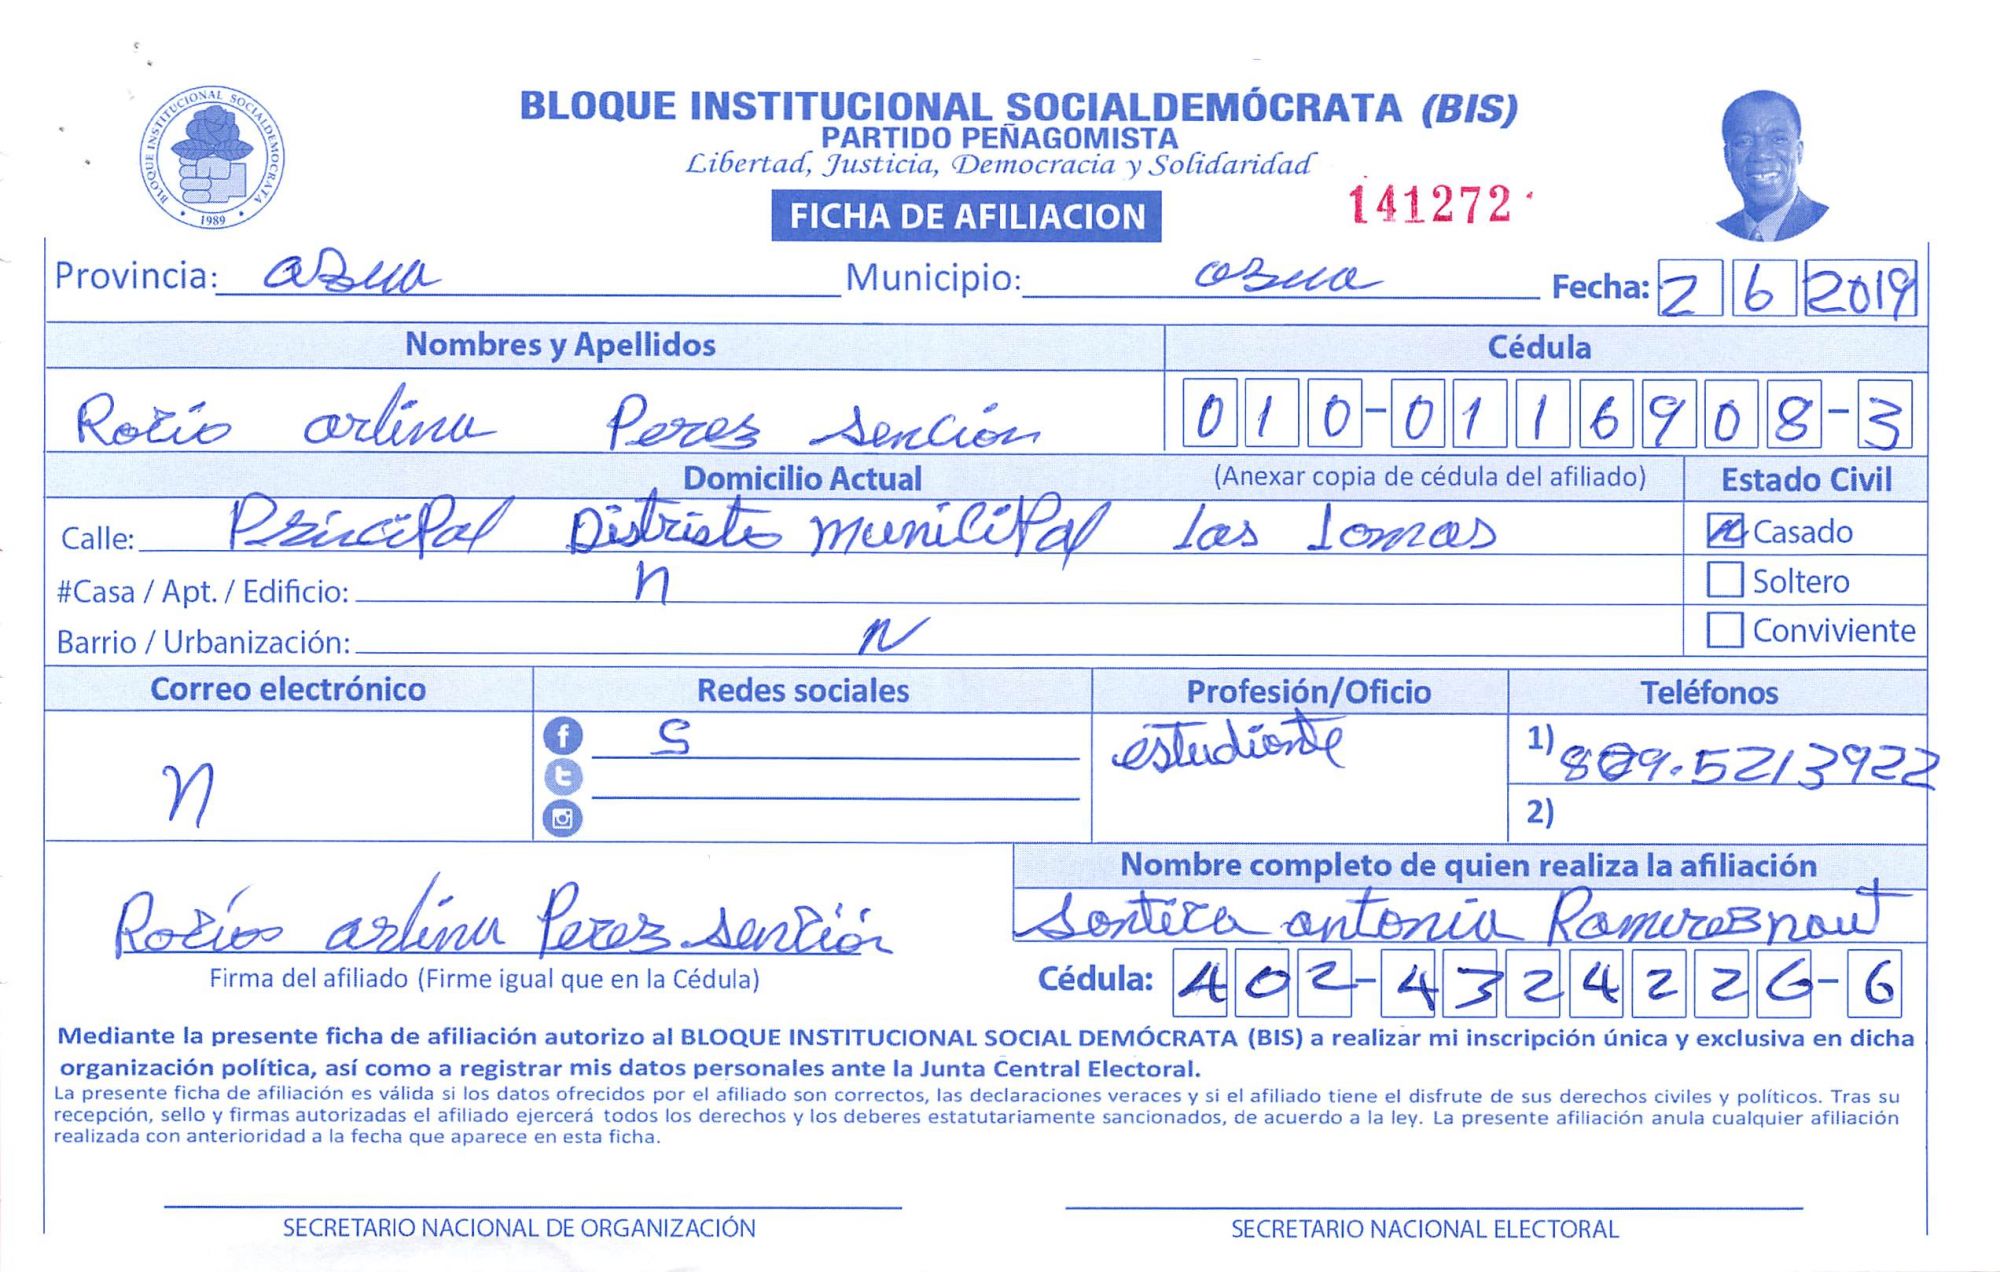 BLOQUE INSTITUCIONAL SOCIALDEMÓCRATA (BIS)
PARTIDO PEÑAGOMISTA
Libertad, Justicia, Democracia y Solidaridad
BLOQUE INSTITUCIONAL SOCIALDEMOCRATA
1989
FICHA DE AFILIACION
141272
Provincia: aZua Municipio: aZua Fecha: 2 6 2019
Nombres y Apellidos Cédula
Rocio arlina Perez Sención 010-0116908-3
Domicilio Actual (Anexar copia de cédula del afiliado) Estado Civil
Calle: Principal Distristo municipal Las Lomas Casado
#Casa / Apt. / Edificio: n Soltero
Barrio / Urbanización: n Conviviente
Correo electrónico Redes sociales Profesión/Oficio Teléfonos
n S estudiante 1) 809.5213922
2)
Nombre completo de quien realiza la afiliación
Rocios arlina Perez Sención antonia
Firma del afiliado (Firme igual que en la Cédula) Cédula: 402-4324226-6
Mediante la presente ficha de afiliación autorizo al BLOQUE INSTITUCIONAL SOCIAL DEMÓCRATA (BIS) a realizar mi inscripción única y exclusiva en dicha
organización política, así como a registrar mis datos personales ante la Junta Central Electoral.
La presente ficha de afiliación es válida si los datos ofrecidos por el afiliado son correctos, las declaraciones veraces y si el afiliado tiene el disfrute de sus derechos civiles y políticos. Tras su
recepción, sello y firmas autorizadas el afiliado ejercerá todos los derechos y los deberes estatutariamente sancionados, de acuerdo a la ley. La presente afiliación anula cualquier afiliación
realizada con anterioridad a la fecha que aparece en esta ficha.
SECRETARIO NACIONAL DE ORGANIZACIÓN SECRETARIO NACIONAL ELECTORAL